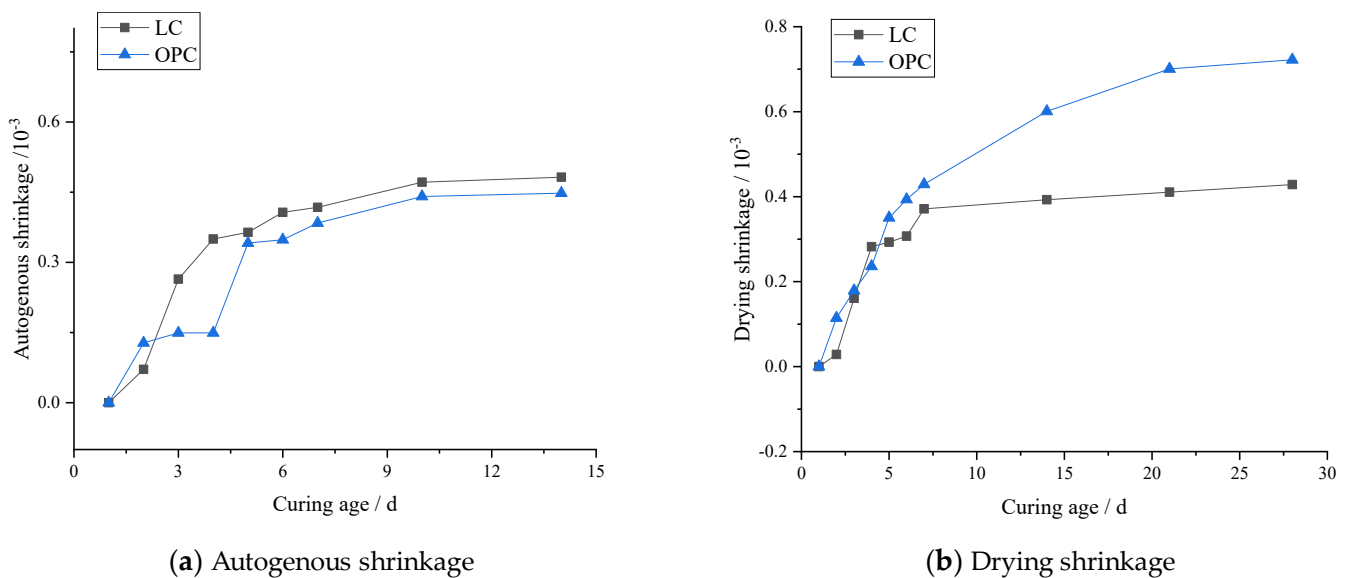 LC
OPC
Autogenous shrinkage /10⁻³
0.6
0.3
0.0
0 3 6 9 12 15
Curing age / d
(a) Autogenous shrinkage
LC
OPC
Drying shrinkage / 10⁻³
0.8
0.6
0.4
0.2
0.0
-0.2
0 5 10 15 20 25 30
Curing age / d
(b) Drying shrinkage